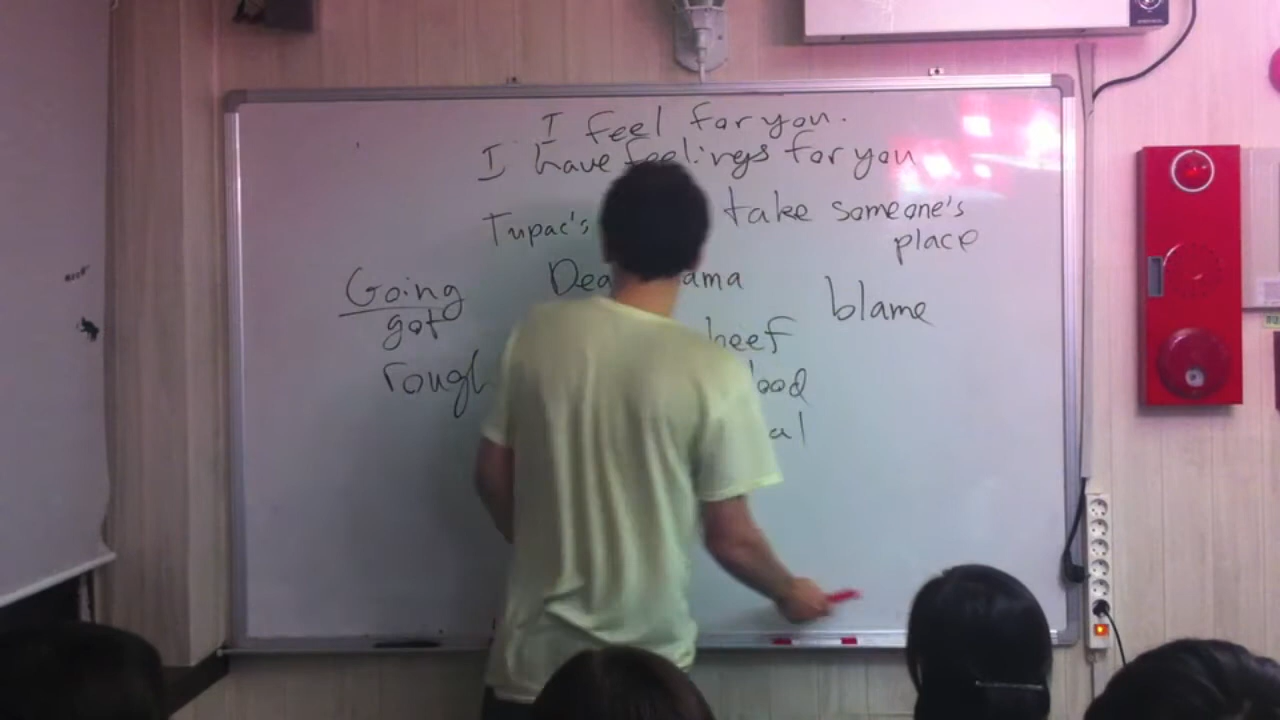 I feel for you.
I have feelings for you
Tupac's
take someone's
place
Going
got
rough
Dea ama
blame
beef
ood
al